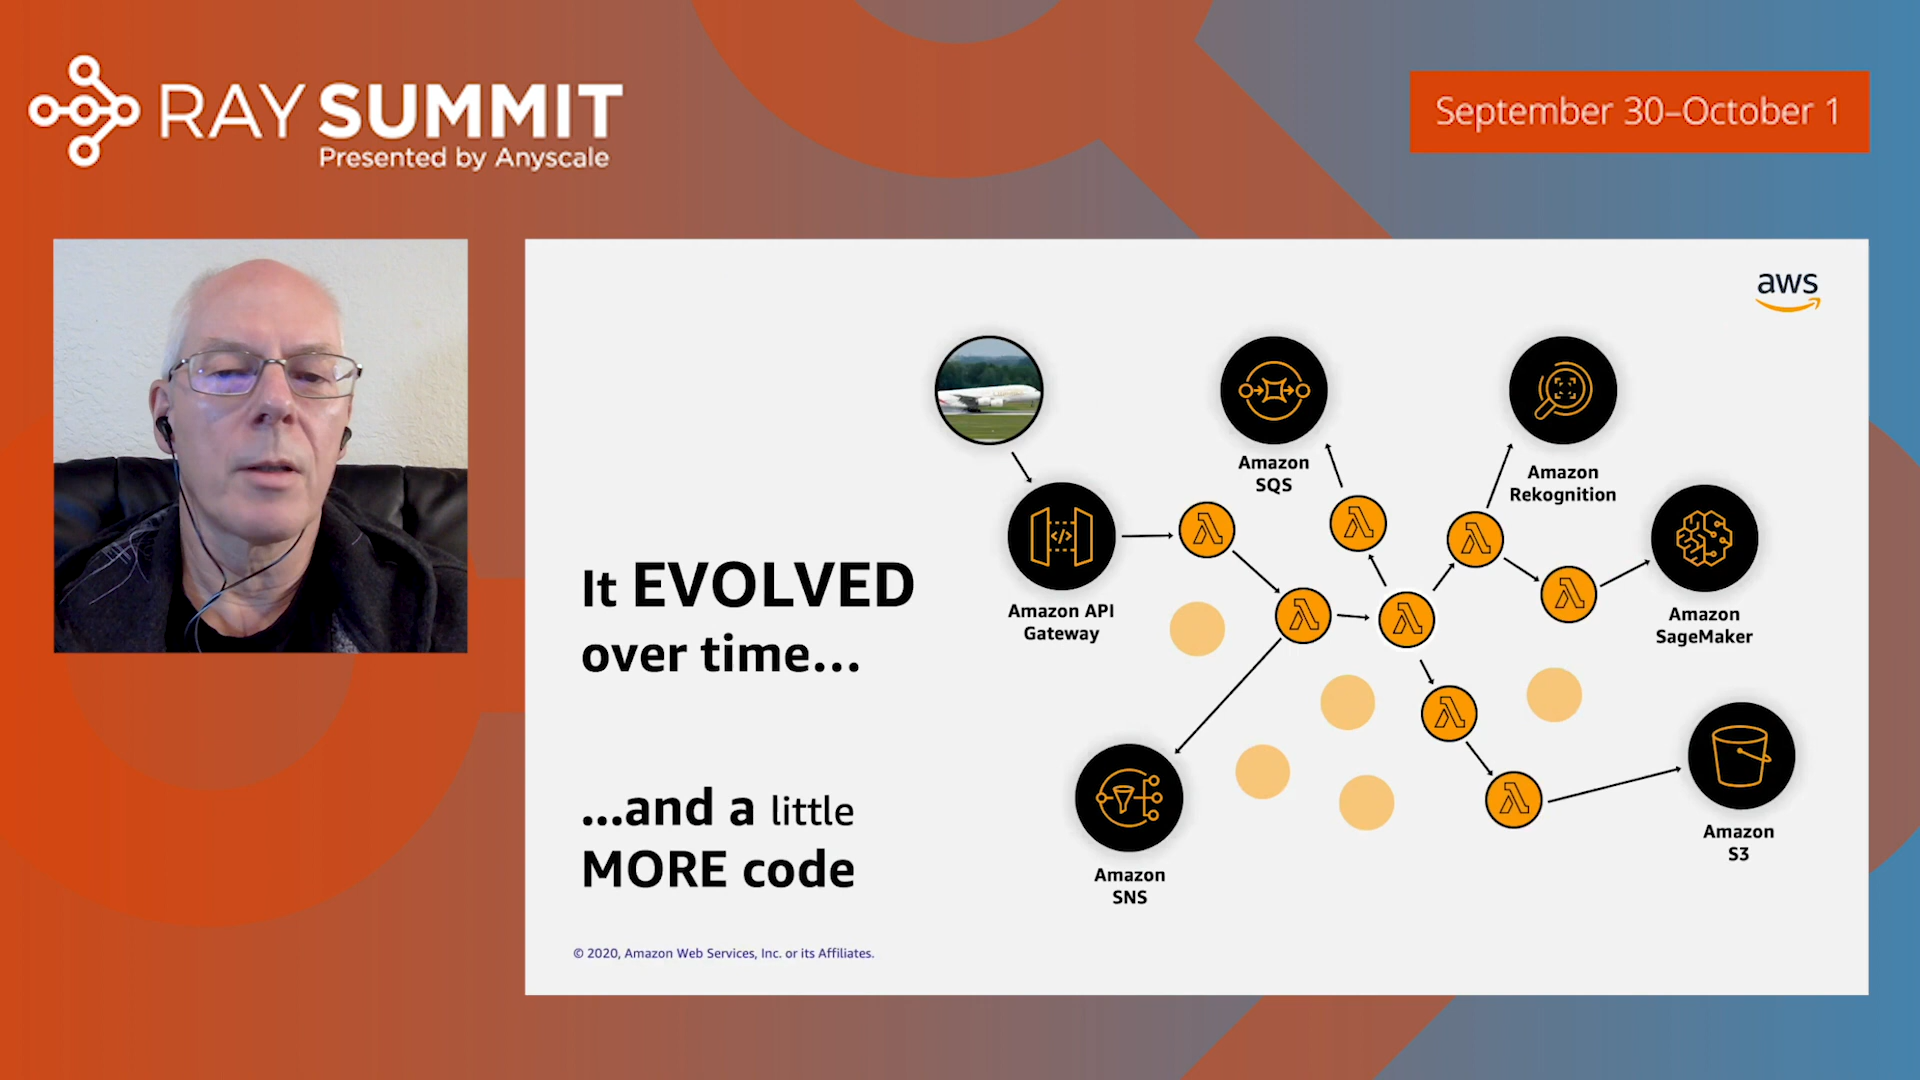 RAY SUMMIT
Presented by Anyscale
September 30–October 1
aws
It EVOLVED
over time...
...and a little
MORE code
Amazon API
Gateway
Amazon
SQS
Amazon
Rekognition
Amazon
SageMaker
Amazon
SNS
Amazon
S3
© 2020, Amazon Web Services, Inc. or its Affiliates.